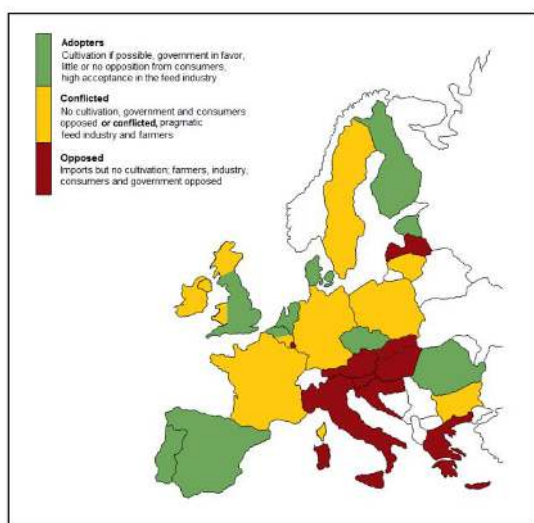 Adopters
Cultivation if possible, government in favor,
little or no opposition from consumers,
high acceptance in the feed industry
Conflicted
No cultivation, government and consumers
opposed or conflicted, pragmatic
feed industry and farmers
Opposed
Imports but no cultivation; farmers, industry,
consumers and government opposed